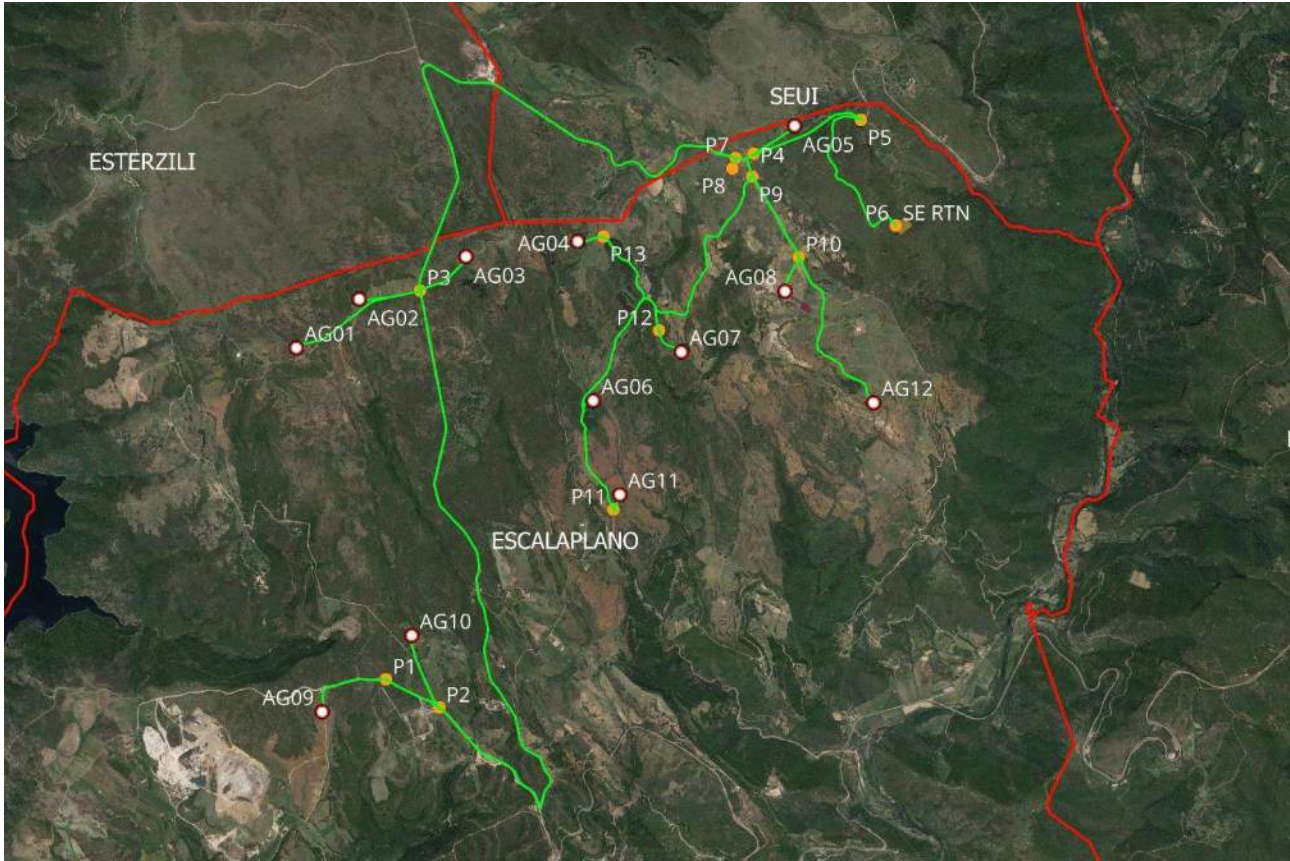 SEUI
P5
AG05
P4
P7
P8
P9
ESTERZILI
P6
SE RTN
AG04
P13
P10
AG03
P3
AG08
AG02
P12
AG01
AG07
AG06
AG12
AG11
P11
ESCALAPLANO
AG10
P1
AG09
P2